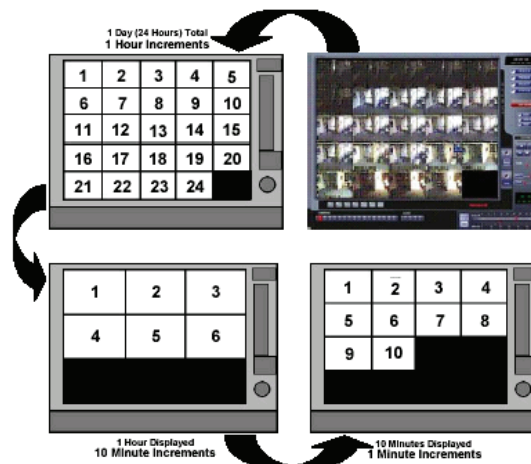 1 Day (24 Hours) Total
1 Hour Increments
1 2 3 4 5
6 7 8 9 10
11 12 13 14 15
16 17 18 19 20
21 22 23 24
1 2 3
4 5 6
1 Hour Displayed
10 Minute Increments
1 2 3 4
5 6 7 8
9 10
10 Minutes Displayed
1 Minute Increments